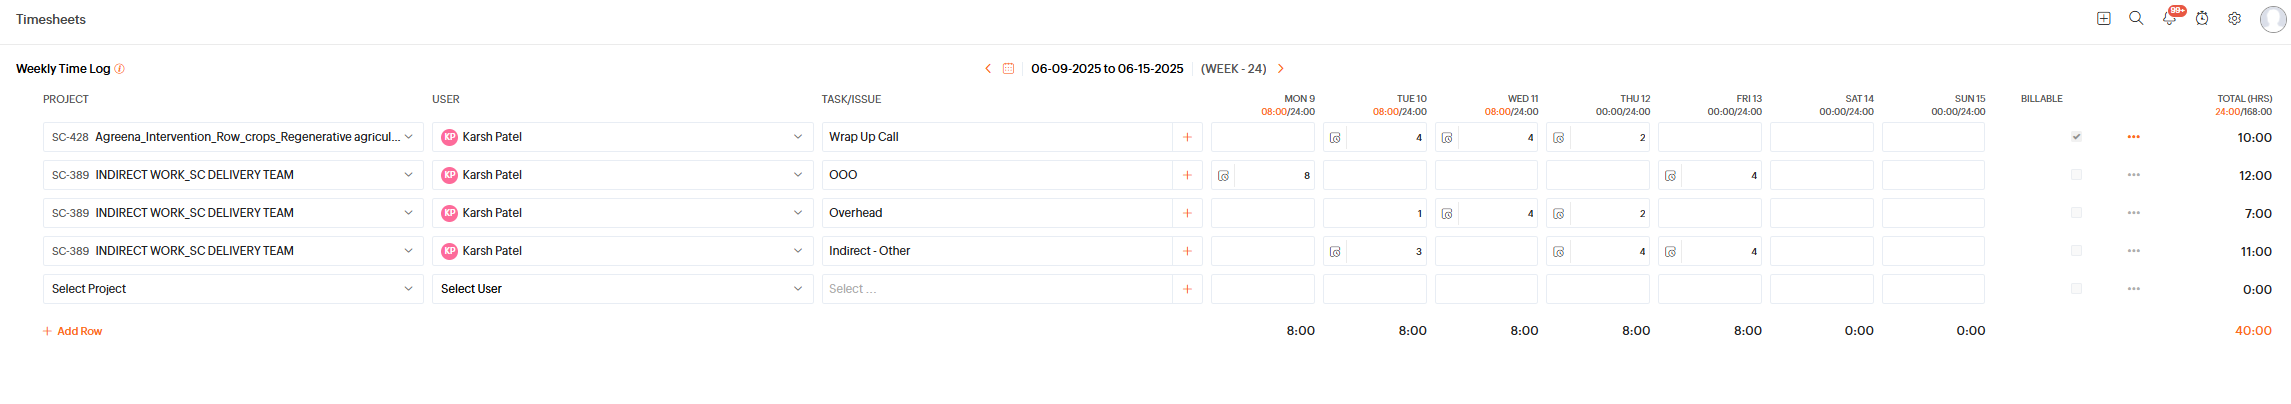 Timesheets
99+
Weekly Time Log i 06-09-2025 to 06-15-2025 (WEEK - 24)
PROJECT USER TASK/ISSUE MON 9 TUE 10 WED 11 THU 12 FRI 13 SAT 14 SUN 15 BILLABLE TOTAL (HRS)
08:00/24:00 08:00/24:00 08:00/24:00 00:00/24:00 00:00/24:00 00:00/24:00 00:00/24:00 24:00/168:00
SC-428 Agreena_Intervention_Row_crops_Regenerative agricul... KP Karsh Patel Wrap Up Call + 4 4 2 10:00
SC-389 INDIRECT WORK_SC DELIVERY TEAM KP Karsh Patel OOO + 8 4 12:00
SC-389 INDIRECT WORK_SC DELIVERY TEAM KP Karsh Patel Overhead + 1 4 2 7:00
SC-389 INDIRECT WORK_SC DELIVERY TEAM KP Karsh Patel Indirect - Other + 3 4 4 11:00
Select Project Select User Select ... + 0:00
+ Add Row 8:00 8:00 8:00 8:00 8:00 0:00 0:00 40:00